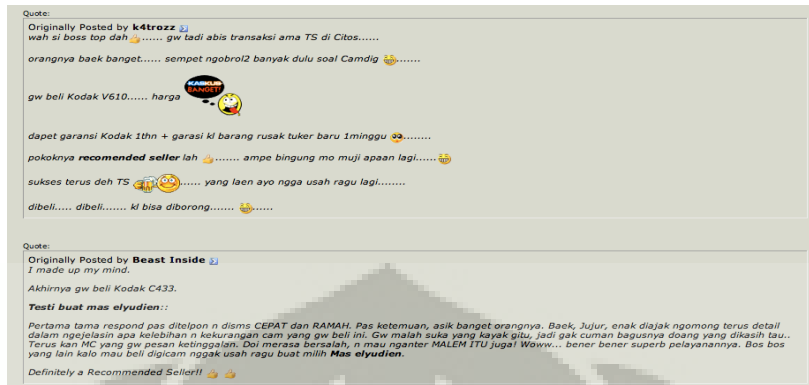 Quote:
Originally Posted by k4trozz
wah si boss top dah...... gw tadi abis transaksi ama TS di Citos......
orangnya baek banget...... sempet ngobrol2 banyak dulu soal Camdig.......
gw beli Kodak V610...... harga
KASKUS
BANGET!
dapet garansi Kodak 1thn + garasi kl barang rusak tuker baru 1minggu........
pokoknya recomended seller lah....... ampe bingung mo muji apaan lagi......
sukses terus deh TS...... yang laen ayo ngga usah ragu lagi........
dibeli..... dibeli....... kl bisa diborong.............
Quote:
Originally Posted by Beast Inside
I made up my mind.
Akhirnya gw beli Kodak C433.
Testi buat mas elyudien::
Pertama tama respond pas ditelpon n disms CEPAT dan RAMAH. Pas ketemuan, asik banget orangnya. Baek, Jujur, enak diajak ngomong terus detail
dalam ngejelasin apa kelebihan n kekurangan cam yang gw beli ini. Gw malah suka yang kayak gitu, jadi gak cuman bagusnya doang yang dikasih tau..
Terus kan MC yang gw pesan ketinggalan. Doi merasa bersalah, n mau nganter MALEM ITU juga! Woww... bener bener superb pelayanannya. Bos bos
yang lain kalo mau beli digicam nggak usah ragu buat milih Mas elyudien.
Definitely a Recommended Seller!!